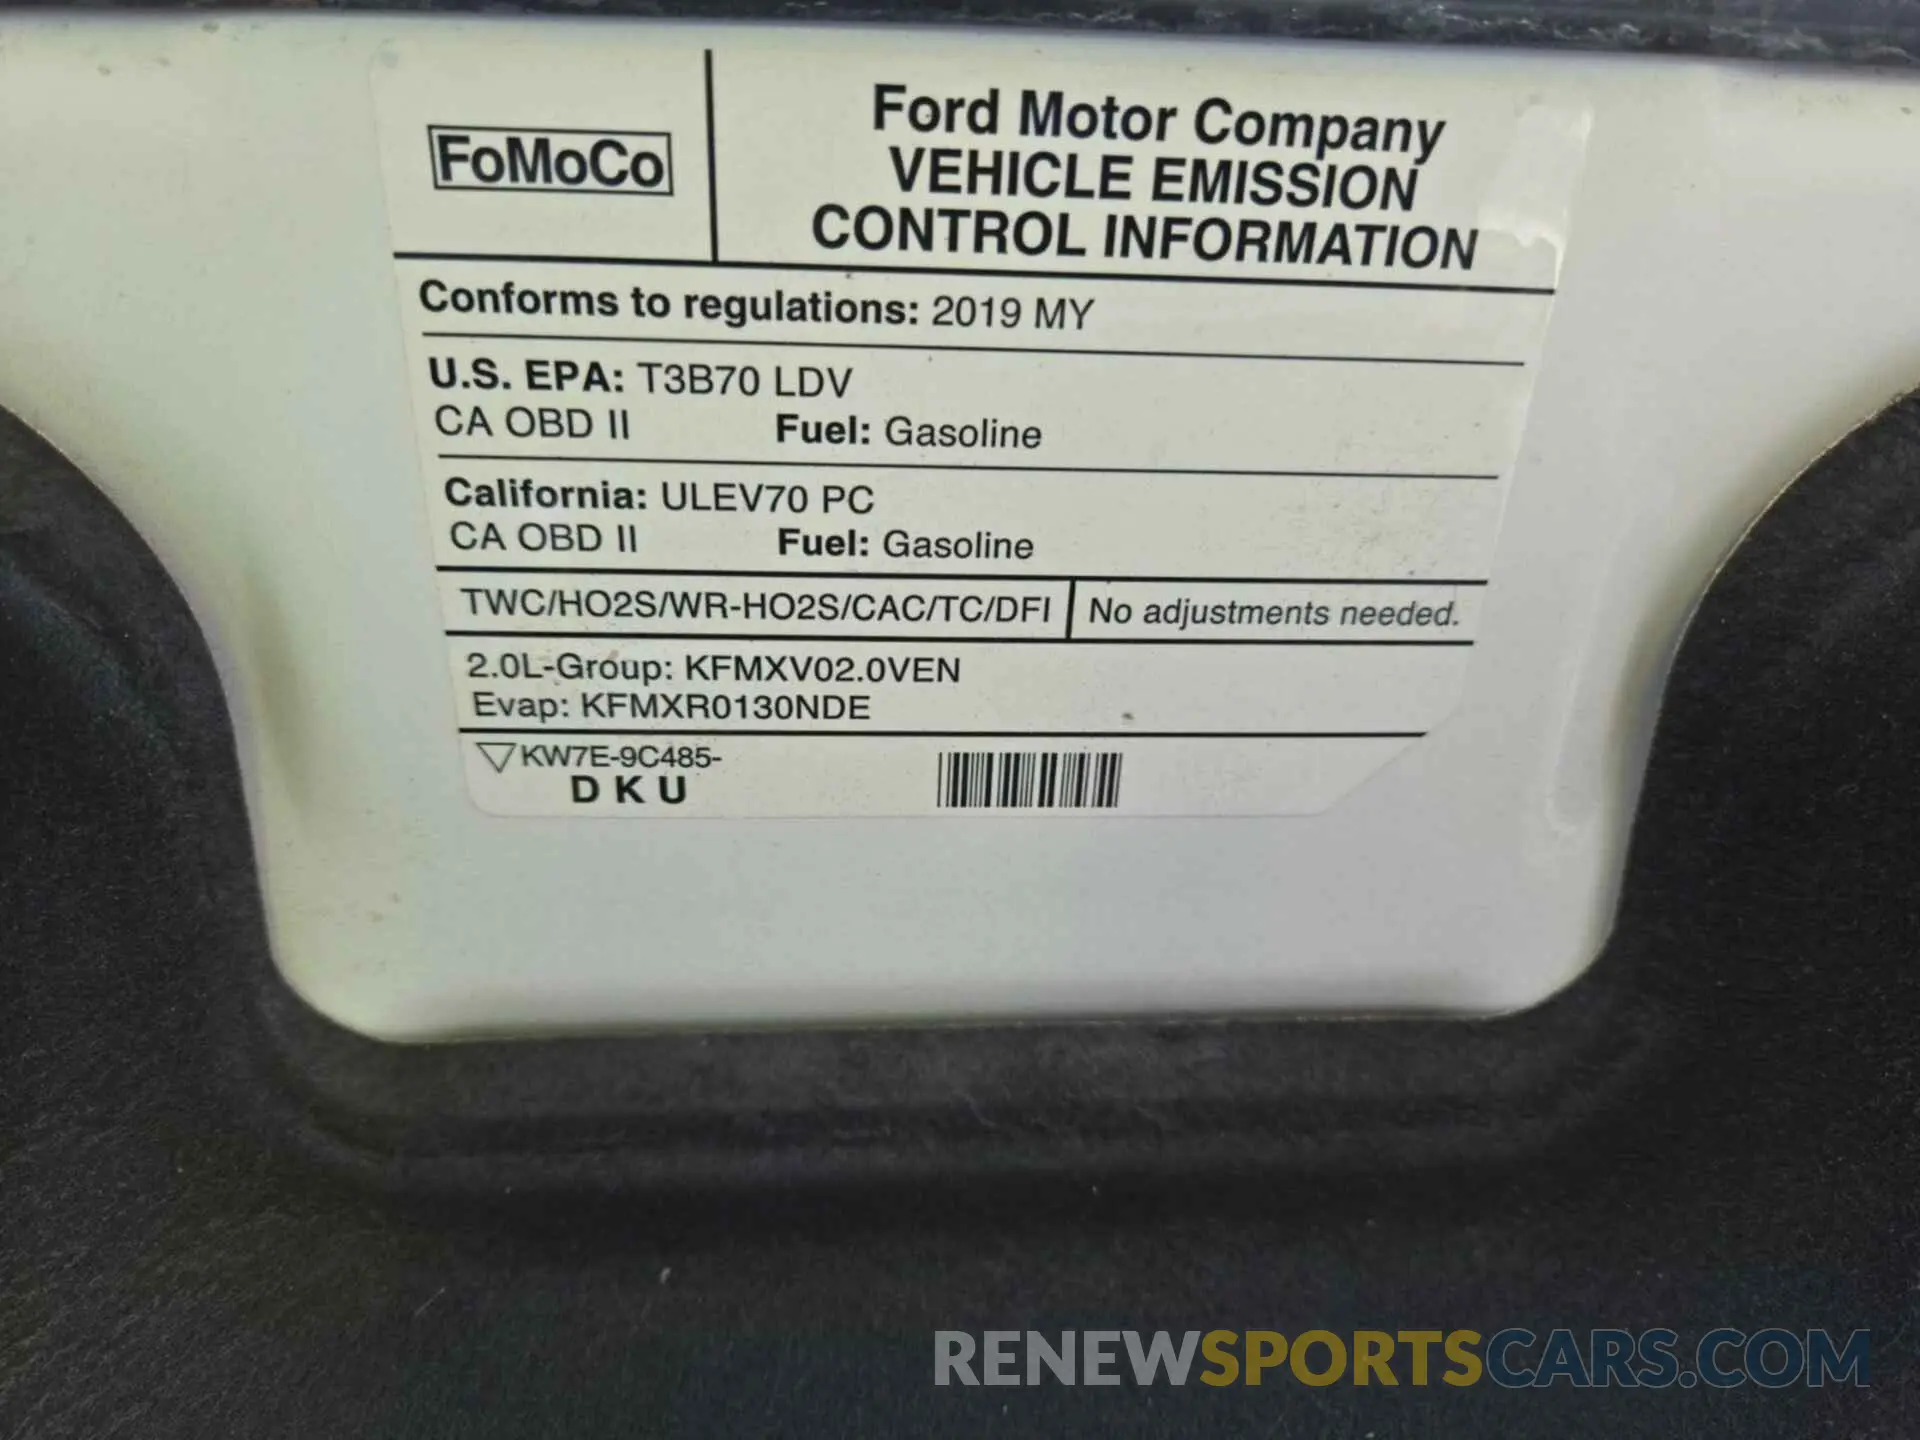 FoMoCo
Ford Motor Company
VEHICLE EMISSION
CONTROL INFORMATION
Conforms to regulations: 2019 MY
U.S. EPA: T3B70 LDV
CA OBD II Fuel: Gasoline
California: ULEV70 PC
CA OBD II Fuel: Gasoline
TWC/HO2S/WR-HO2S/CAC/TC/DFI No adjustments needed.
2.0L-Group: KFMXV02.0VEN
Evap: KFMXR0130NDE
KW7E-9C485-
D K U
RENEWSPORTSCARS.COM